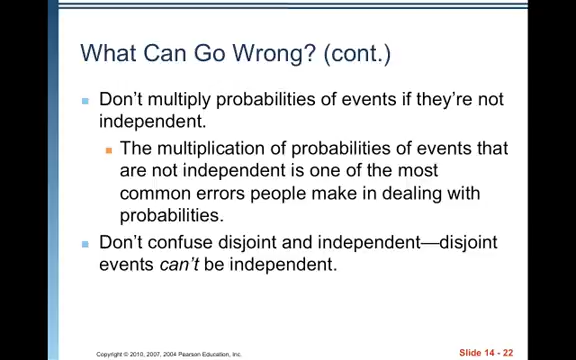 What Can Go Wrong? (cont.)
Don't multiply probabilities of events if they're not
independent.
The multiplication of probabilities of events that
are not independent is one of the most
common errors people make in dealing with
probabilities.
Don't confuse disjoint and independent—disjoint
events can't be independent.
Copyright © 2010, 2007, 2004 Pearson Education, Inc.
Slide 14 - 22